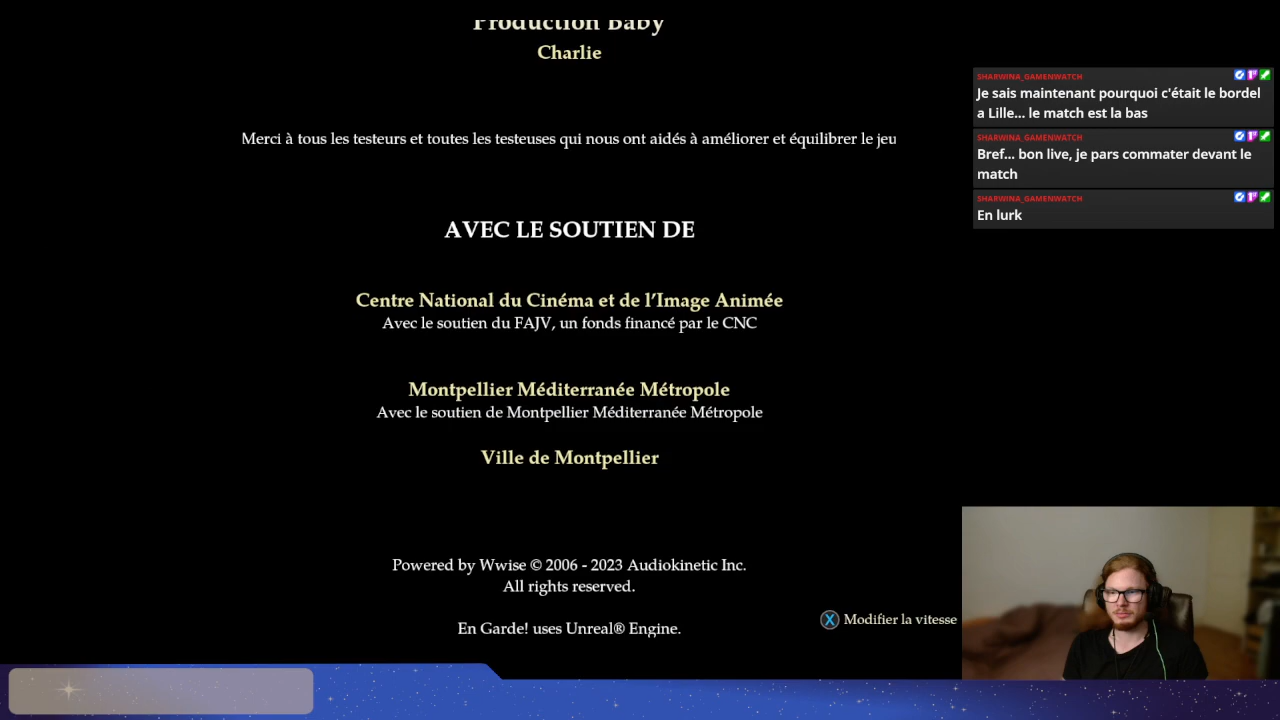 Production Baby
Charlie
Merci à tous les testeurs et toutes les testeuses qui nous ont aidés à améliorer et équilibrer le jeu
AVEC LE SOUTIEN DE
Centre National du Cinéma et de l'Image Animée
Avec le soutien du FAJV, un fonds financé par le CNC
Montpellier Méditerranée Métropole
Avec le soutien de Montpellier Méditerranée Métropole
Ville de Montpellier
Powered by Wwise © 2006 - 2023 Audiokinetic Inc.
All rights reserved.
En Garde! uses Unreal® Engine.
X Modifier la vitesse
SHARWINA_GAMENWATCH
Je sais maintenant pourquoi c'était le bordel
a Lille... le match est la bas
SHARWINA_GAMENWATCH
Bref... bon live, je pars commater devant le
match
SHARWINA_GAMENWATCH
En lurk